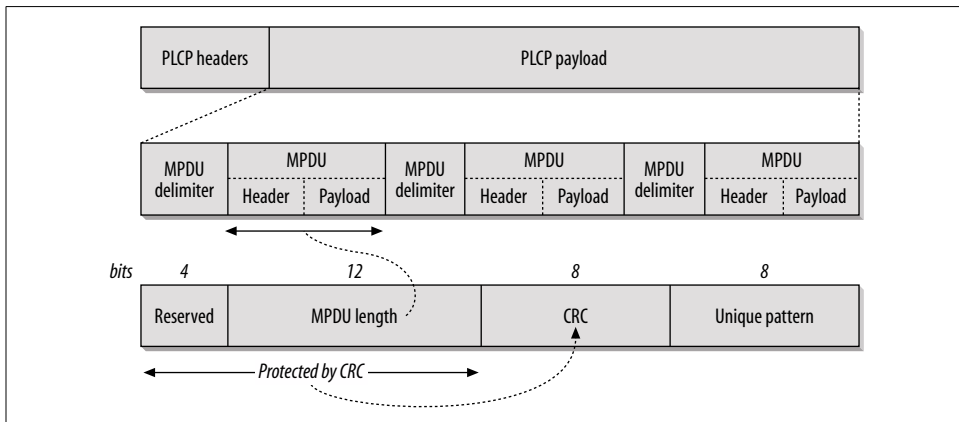 PLCP headers PLCP payload
MPDU delimiter MPDU Header Payload MPDU delimiter MPDU Header Payload MPDU delimiter MPDU Header Payload
bits 4 12 8 8
Reserved MPDU length CRC Unique pattern
Protected by CRC